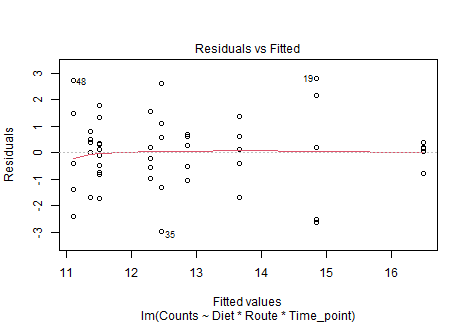 Residuals vs Fitted
Residuals
3
2
1
0
-1
-2
-3
48
19
35
11 12 13 14 15 16
Fitted values
lm(Counts ~ Diet * Route * Time_point)